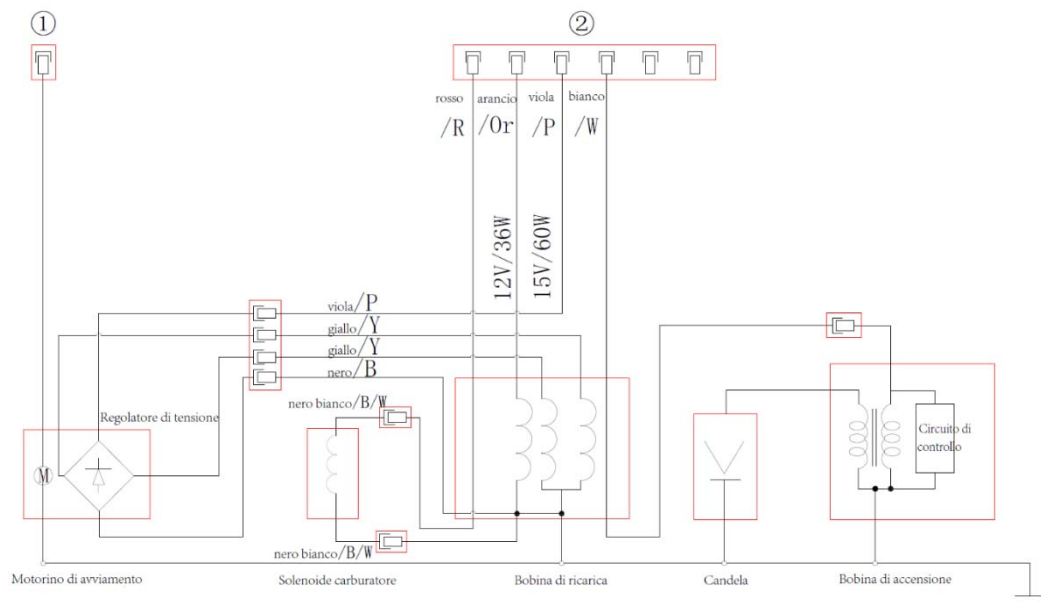 ①
②
rosso
arancio
viola
bianco
/R
/Or
/P
/W
12V/36W
15V/60W
viola/P
giallo/Y
giallo/Y
nero/B
nero bianco/B/W
Regolatore di tensione
M
Circuito di
controllo
nero bianco/B/W
Motorino di avviamento
Solenoide carburatore
Bobina di ricarica
Candela
Bobina di accensione